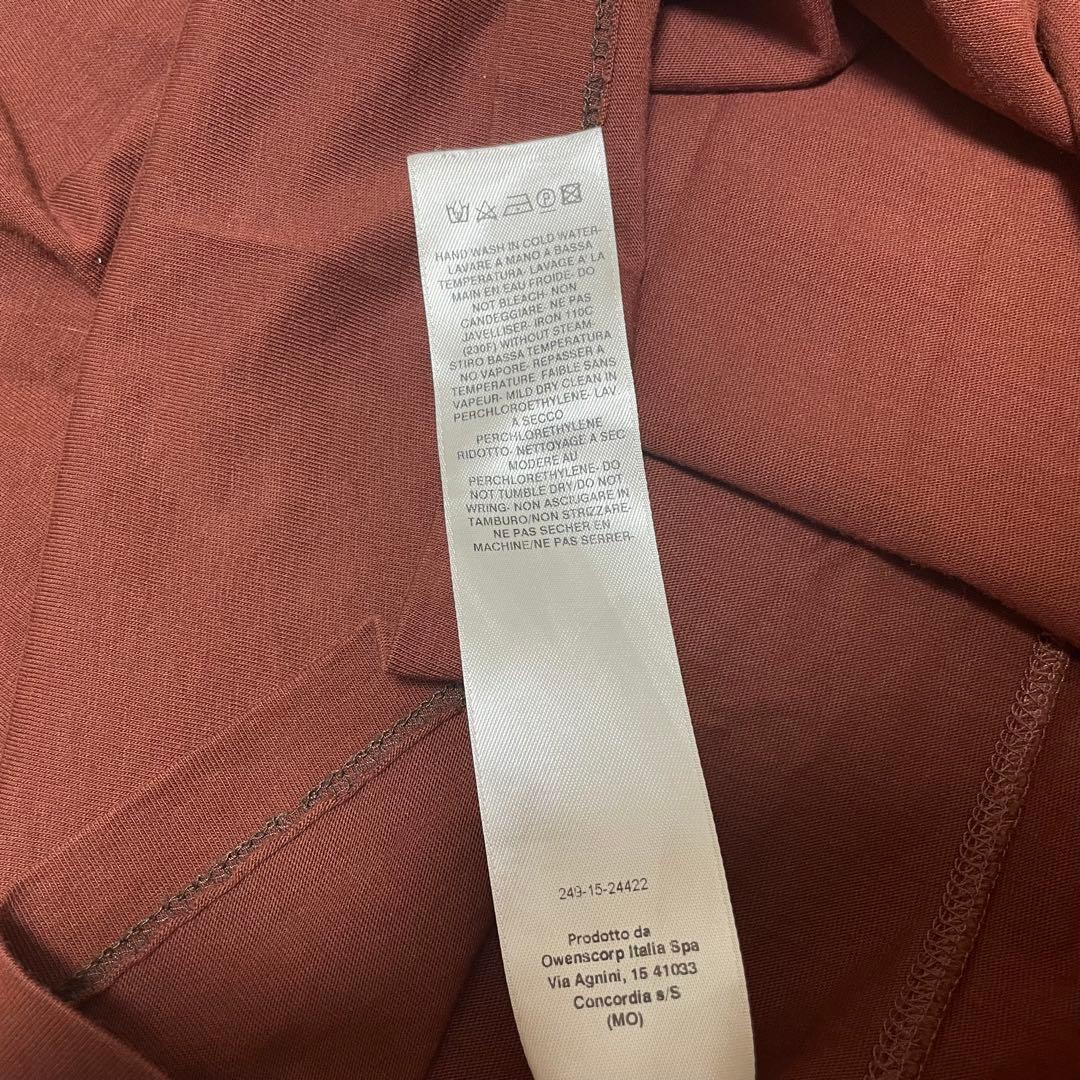 HAND WASH IN COLD WATER-
LAVARE A MANO A BASSA
TEMPERATURA- LAVAGE A LA
MAIN EN EAU FROIDE- DO
NOT BLEACH- NON
CANDEGGIARE- NE PAS
JAVELLISER- IRON 110C
(230F) WITHOUT STEAM-
STIRO BASSA TEMPERATURA
NO VAPORE- REPASSER A
TEMPERATURE FAIBLE SANS
VAPEUR- MILD DRY CLEAN IN
PERCHLOROETHYLENE- LAV.
A SECCO
PERCHLORETHYLENE
RIDOTTO- NETTOYAGE A SEC
MODERE AU
PERCHLORETHYLENE- DO
NOT TUMBLE DRY/DO NOT
WRING- NON ASCIUGARE IN
TAMBURO/NON STRIZZARE,
NE PAS SECHER EN
MACHINE/NE PAS SERRER-
249-15-24422
Prodotto da
Owenscorp Italia Spa
Via Agnini, 15 41033
Concordia s/S
(MO)